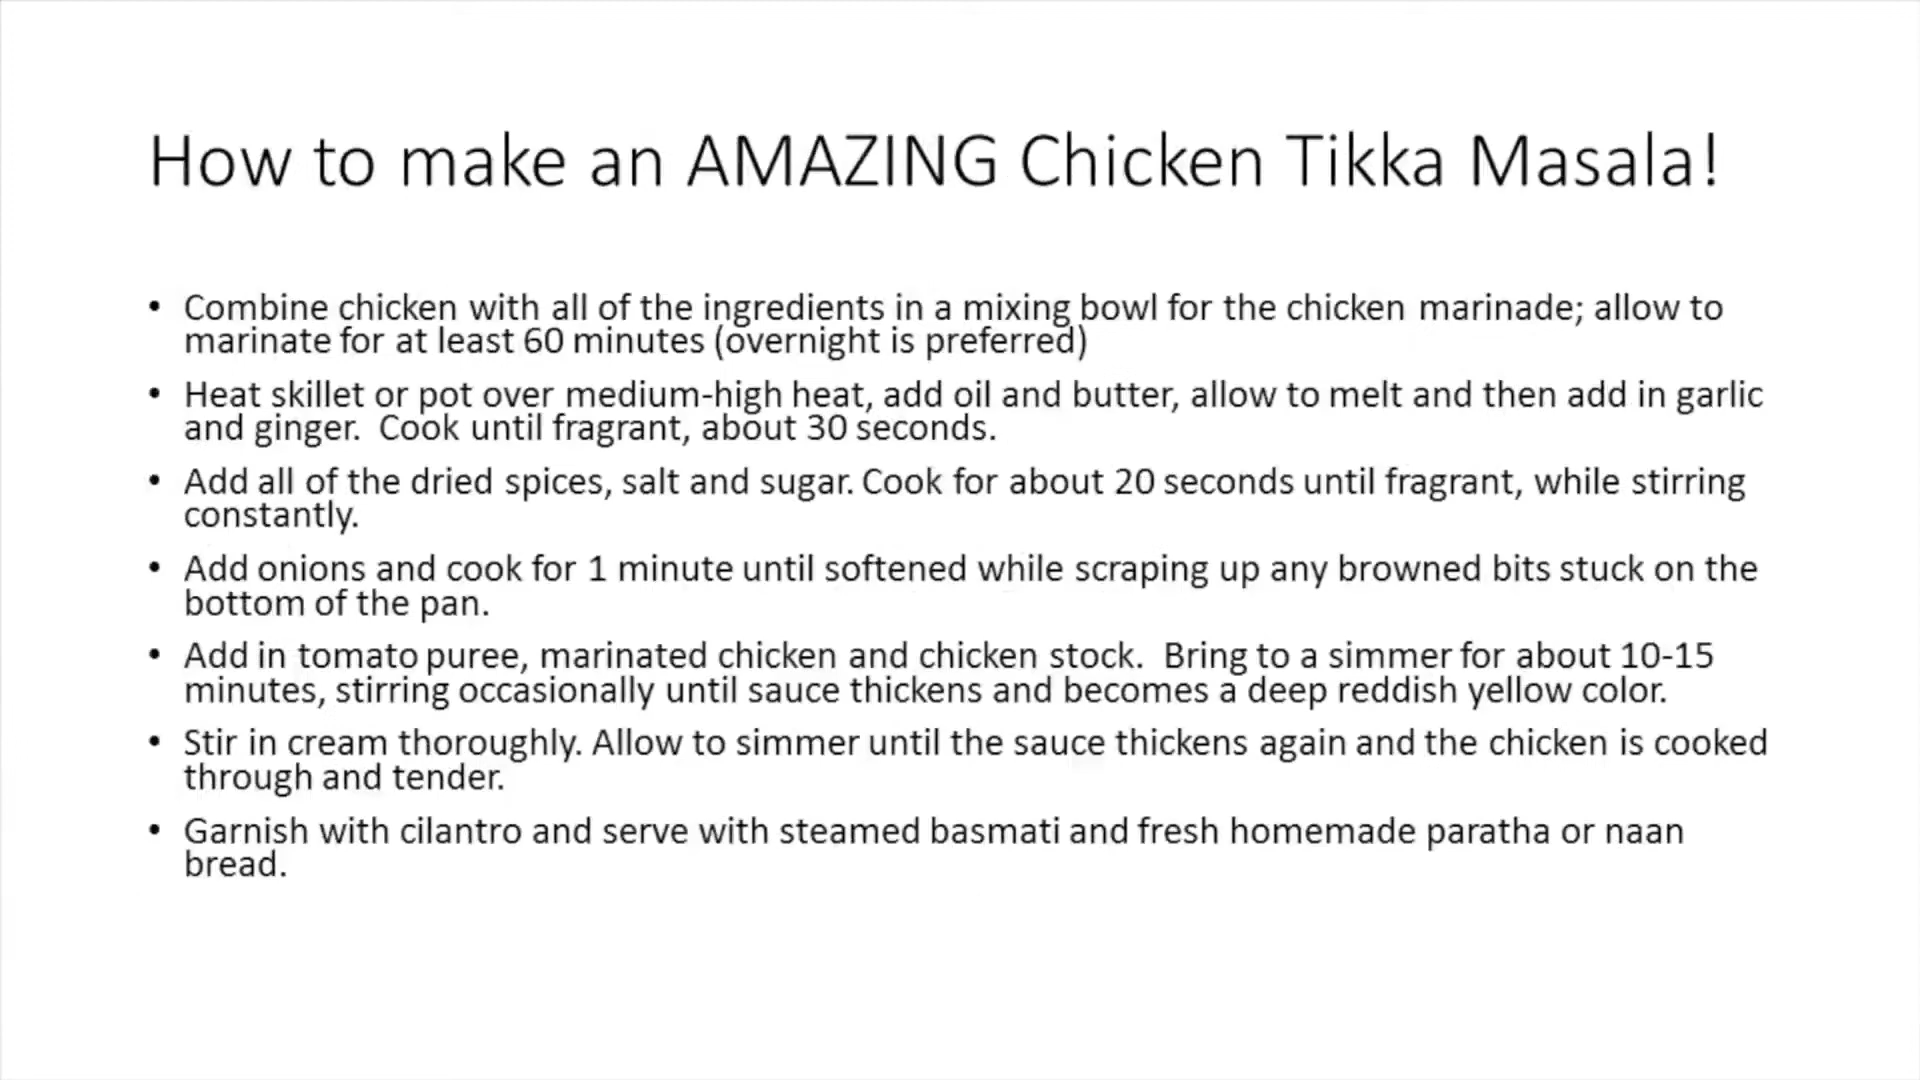 How to make an AMAZING Chicken Tikka Masala!
• Combine chicken with all of the ingredients in a mixing bowl for the chicken marinade; allow to
marinate for at least 60 minutes (overnight is preferred)
• Heat skillet or pot over medium-high heat, add oil and butter, allow to melt and then add in garlic
and ginger.  Cook until fragrant, about 30 seconds.
• Add all of the dried spices, salt and sugar. Cook for about 20 seconds until fragrant, while stirring
constantly.
• Add onions and cook for 1 minute until softened while scraping up any browned bits stuck on the
bottom of the pan.
• Add in tomato puree, marinated chicken and chicken stock.  Bring to a simmer for about 10-15
minutes, stirring occasionally until sauce thickens and becomes a deep reddish yellow color.
• Stir in cream thoroughly. Allow to simmer until the sauce thickens again and the chicken is cooked
through and tender.
• Garnish with cilantro and serve with steamed basmati and fresh homemade paratha or naan
bread.